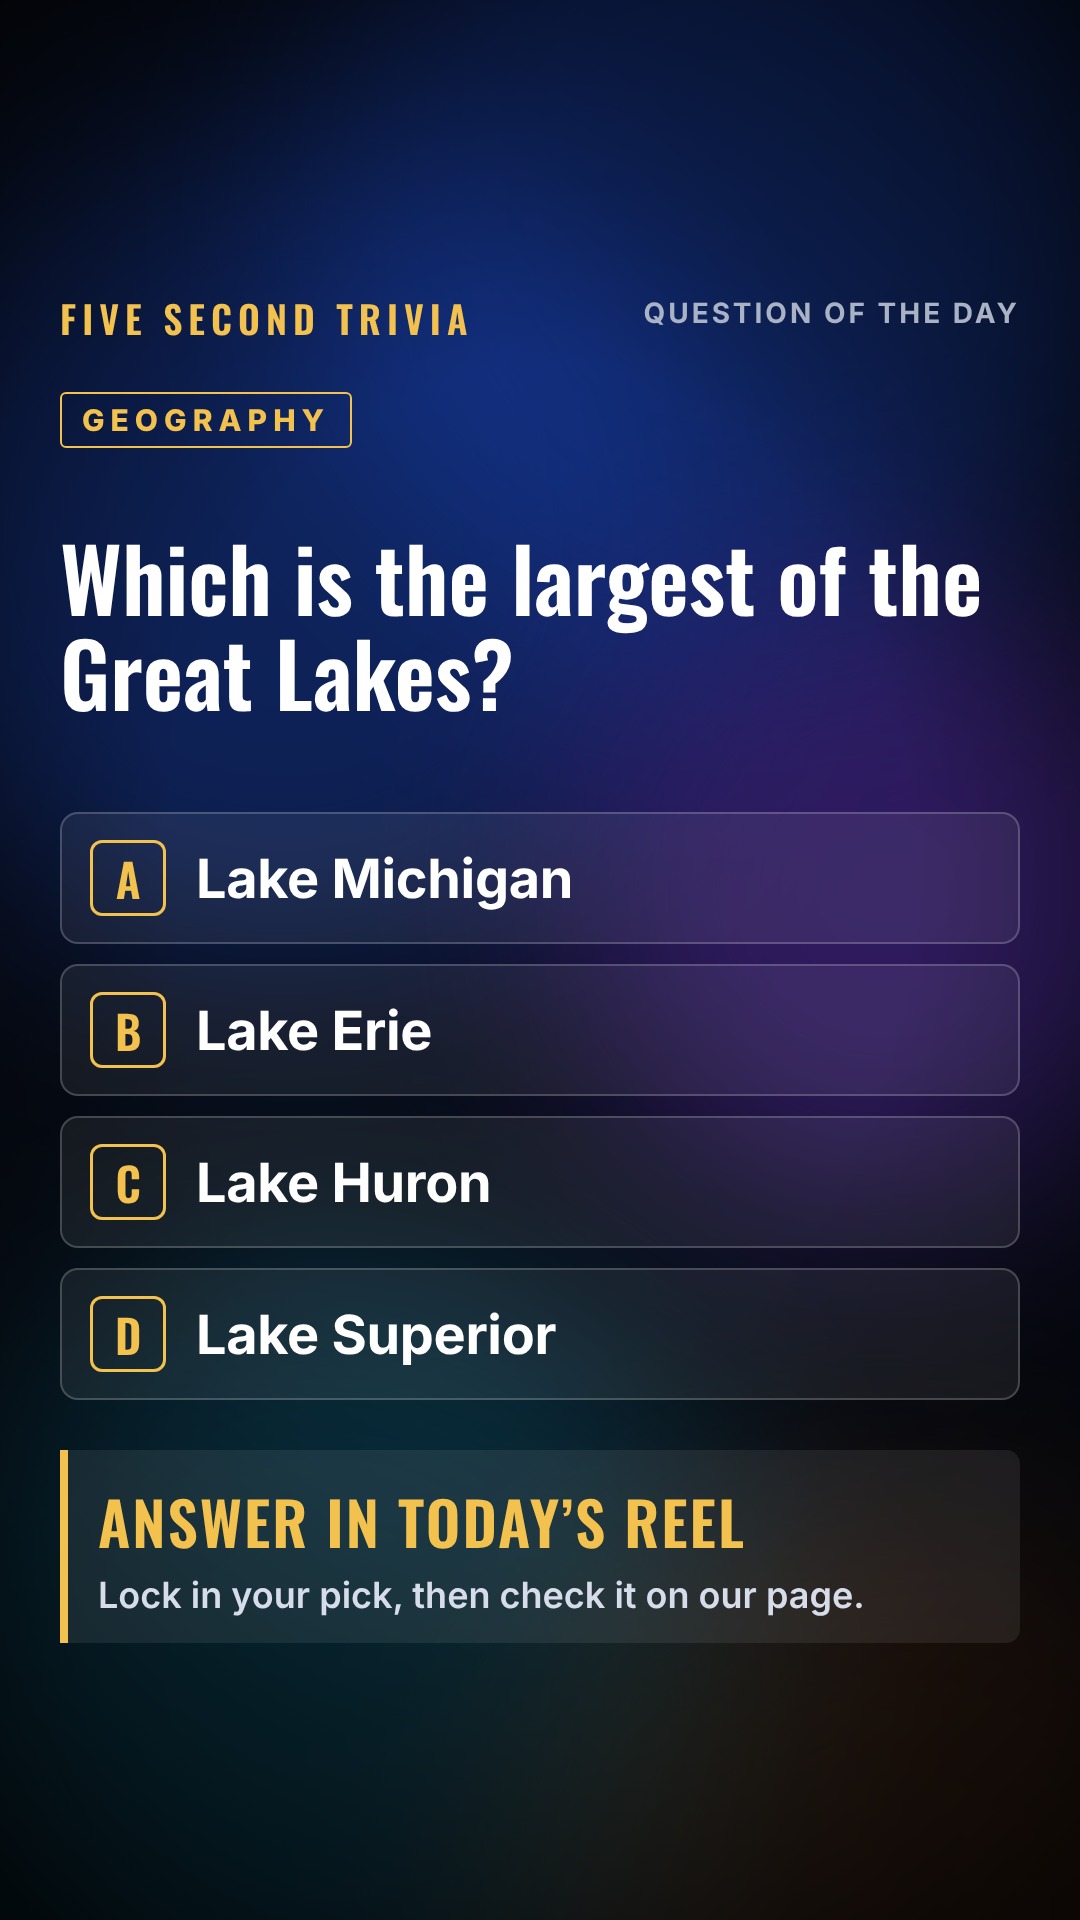 FIVE SECOND TRIVIA
QUESTION OF THE DAY
GEOGRAPHY
Which is the largest of the
Great Lakes?
A Lake Michigan
B Lake Erie
C Lake Huron
D Lake Superior
ANSWER IN TODAY’S REEL
Lock in your pick, then check it on our page.